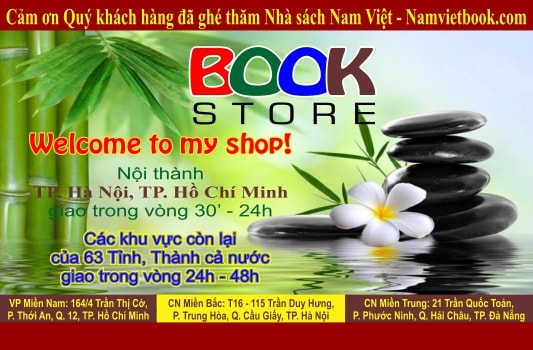 Cảm ơn Quý khách hàng đã ghé thăm Nhà sách Nam Việt - Namvietbook.com
BOOK
STORE
Welcome to my shop!
Nội thành
TP. Hà Nội, TP. Hồ Chí Minh
giao trong vòng 30' - 24h
Các khu vực còn lại
của 63 Tỉnh, Thành cả nước
giao trong vòng 24h - 48h
VP Miền Nam: 164/4 Trần Thị Cờ,
P. Thới An, Q. 12, TP. Hồ Chí Minh
CN Miền Bắc: T16 - 115 Trần Duy Hưng,
P. Trung Hòa, Q. Cầu Giấy, TP. Hà Nội
CN Miền Trung: 21 Trần Quốc Toản,
P. Phước Ninh, Q. Hải Châu, TP. Đà Nẵng